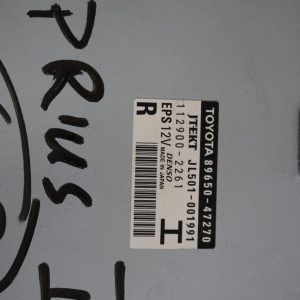 PRIUS
TOYOTA 89650-47270
JTEKT JL501-001991
112900-2261
EPS 12V DENSO MADE IN JAPAN
R
I